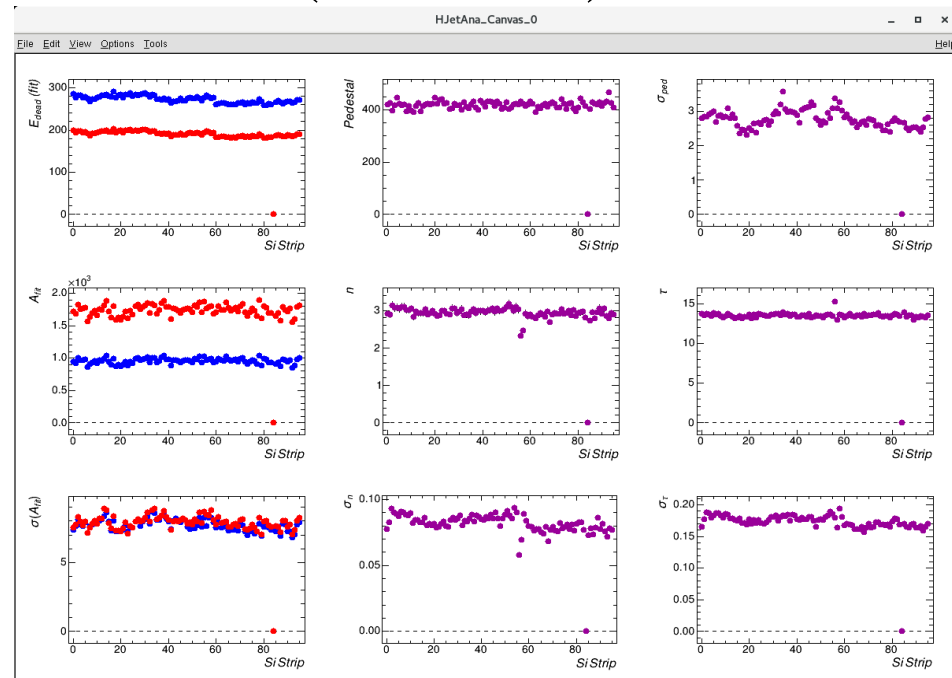 HJetAna_Canvas_0
File Edit View Options Tools Help
E_dead (fit)
300
200
100
0
0 20 40 60 80
Si Strip
Pedestal
400
200
0
0 20 40 60 80
Si Strip
σ_ped
3
2
1
0
0 20 40 60 80
Si Strip
A_fit
×10^3
2.0
1.5
1.0
0.5
0.0
0 20 40 60 80
Si Strip
n
3
2
1
0
0 20 40 60 80
Si Strip
τ
15
10
5
0
0 20 40 60 80
Si Strip
σ(A_fit)
5
0
0 20 40 60 80
Si Strip
σ_n
0.10
0.05
0.00
0 20 40 60 80
Si Strip
σ_τ
0.20
0.15
0.10
0.05
0.00
0 20 40 60 80
Si Strip